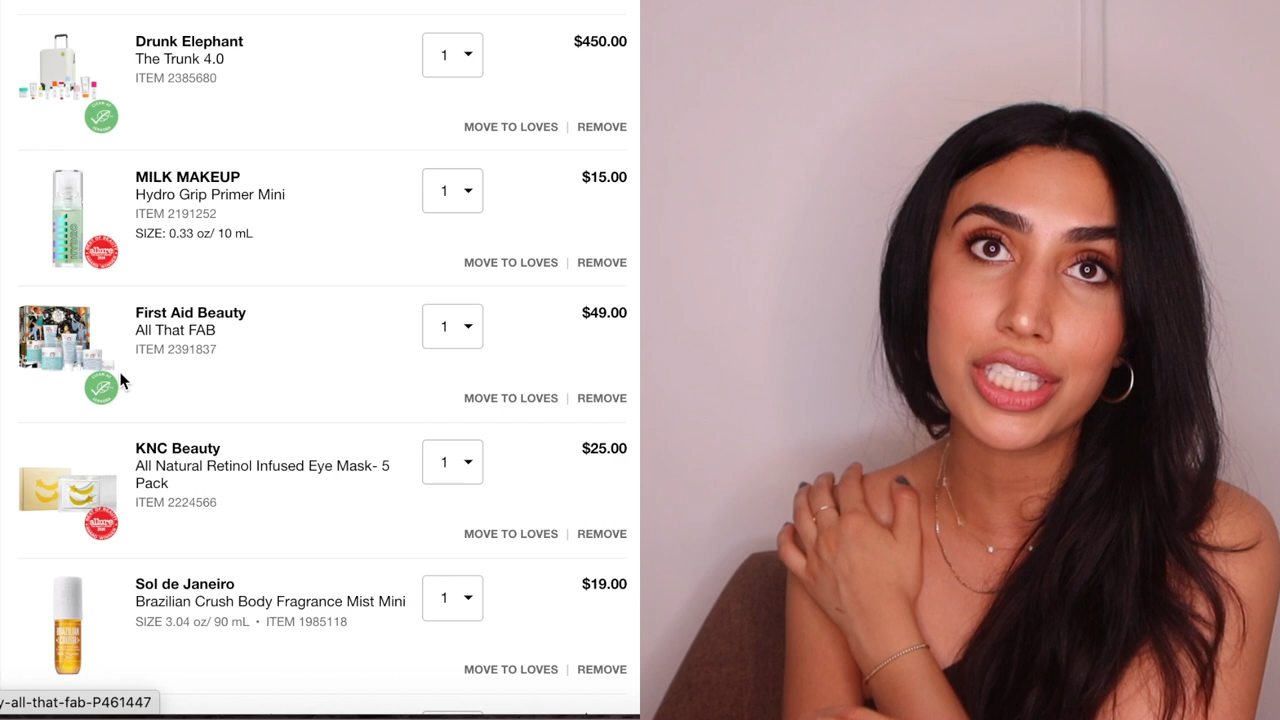 Drunk Elephant
The Trunk 4.0
ITEM 2385680
1
$450.00
MOVE TO LOVES | REMOVE
MILK MAKEUP
Hydro Grip Primer Mini
ITEM 2191252
SIZE: 0.33 oz/ 10 mL
1
$15.00
allure
MOVE TO LOVES | REMOVE
First Aid Beauty
All That FAB
ITEM 2391837
1
$49.00
MOVE TO LOVES | REMOVE
KNC Beauty
All Natural Retinol Infused Eye Mask- 5
Pack
ITEM 2224566
1
$25.00
allure
MOVE TO LOVES | REMOVE
Sol de Janeiro
Brazilian Crush Body Fragrance Mist Mini
SIZE 3.04 oz/ 90 mL • ITEM 1985118
1
$19.00
BRAZILIAN
CRUSH
MOVE TO LOVES | REMOVE
y-all-that-fab-P461447